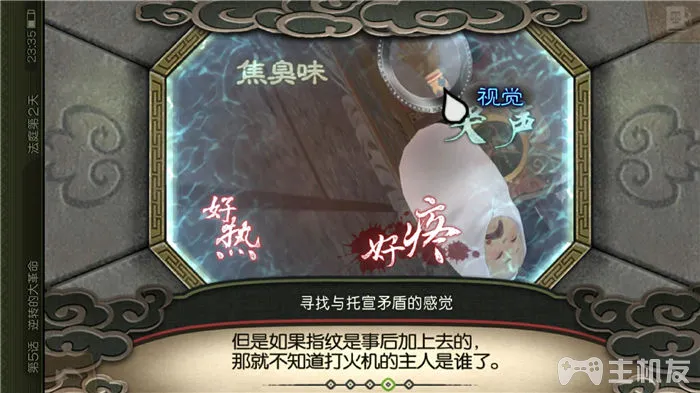 23:35
法庭第2天
第5话 逆转的大革命
焦臭味
视觉
声
好热
好疼
寻找与托宣矛盾的感觉
但是如果指纹是事后加上去的，
那就不知道打火机的主人是谁了。
主机友